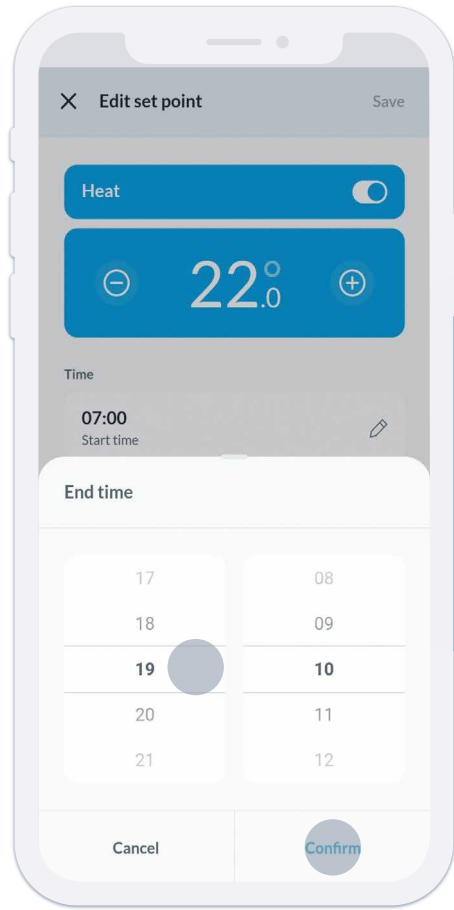 Edit set point Save
Heat
22.0°
Time
07:00
Start time
End time
17 08
18 09
19 10
20 11
21 12
Cancel Confirm